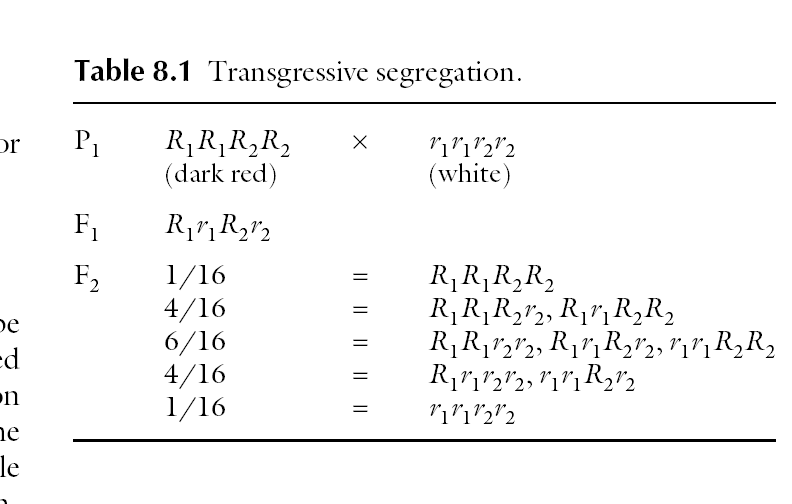 Table 8.1 Transgressive segregation.
or
P₁ R₁R₁R₂R₂ × r₁r₁r₂r₂
(dark red) (white)
F₁ R₁r₁R₂r₂
F₂ 1/16 = R₁R₁R₂R₂
4/16 = R₁R₁R₂r₂, R₁r₁R₂R₂
6/16 = R₁R₁r₂r₂, R₁r₁R₂r₂, r₁r₁R₂R₂
4/16 = R₁r₁r₂r₂, r₁r₁R₂r₂
1/16 = r₁r₁r₂r₂